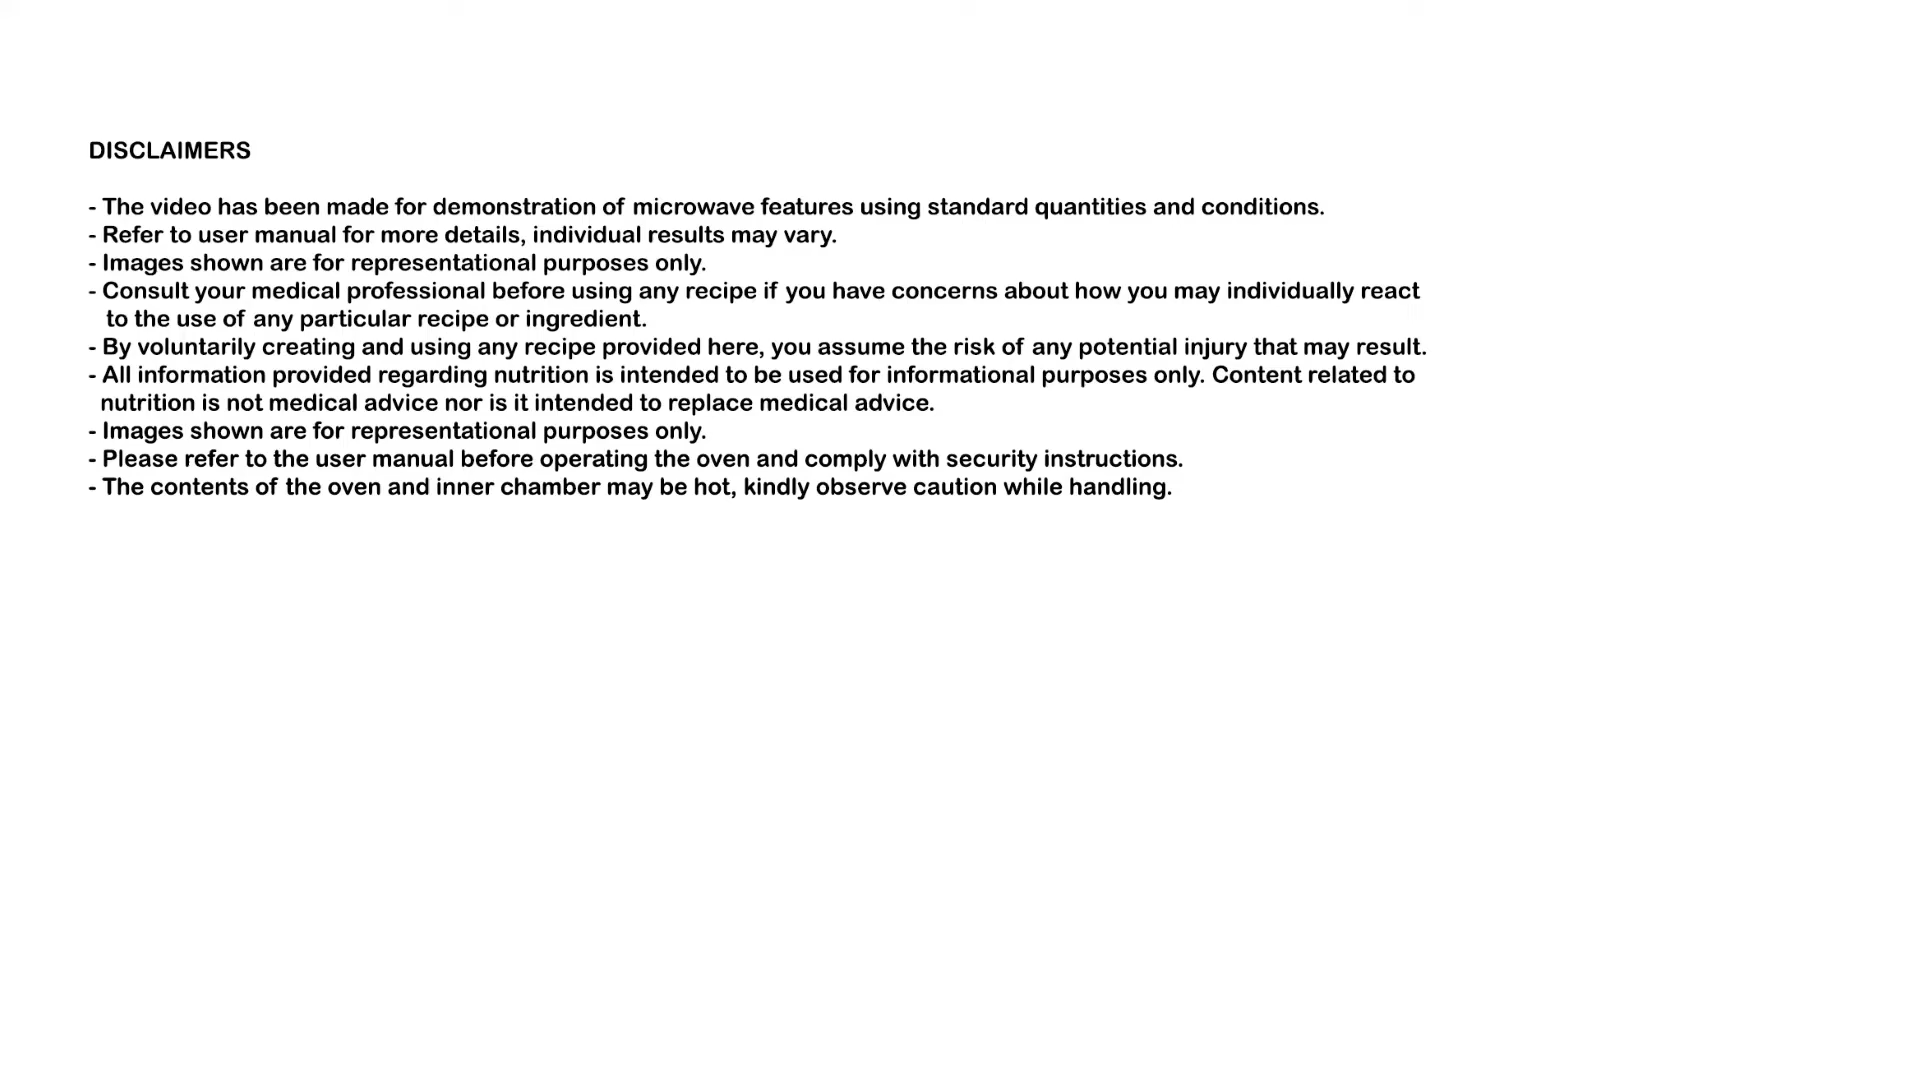 DISCLAIMERS
- The video has been made for demonstration of microwave features using standard quantities and conditions.
- Refer to user manual for more details, individual results may vary.
- Images shown are for representational purposes only.
- Consult your medical professional before using any recipe if you have concerns about how you may individually react
to the use of any particular recipe or ingredient.
- By voluntarily creating and using any recipe provided here, you assume the risk of any potential injury that may result.
- All information provided regarding nutrition is intended to be used for informational purposes only. Content related to
nutrition is not medical advice nor is it intended to replace medical advice.
- Images shown are for representational purposes only.
- Please refer to the user manual before operating the oven and comply with security instructions.
- The contents of the oven and inner chamber may be hot, kindly observe caution while handling.